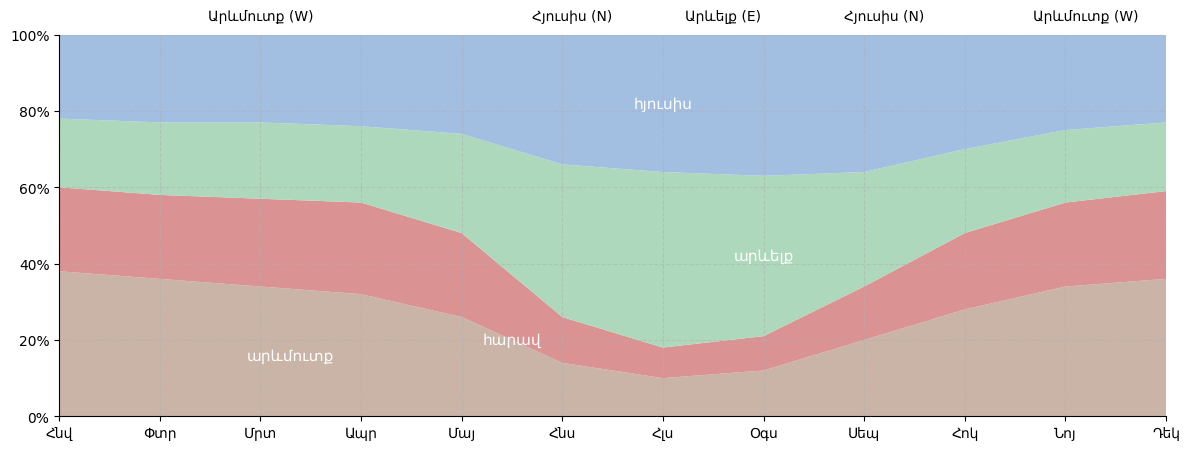 Արևմուտք (W) Հյուսիս (N) Արևելք (E) Հյուսիս (N) Արևմուտք (W)
100%
80%
60%
40%
20%
0%
հյուսիս
արևելք
հարավ
արևմուտք
Հնվ Փտր Մրտ Ապր Մայ Հնս Հլս Օգս Սեպ Հոկ Նոյ Դեկ